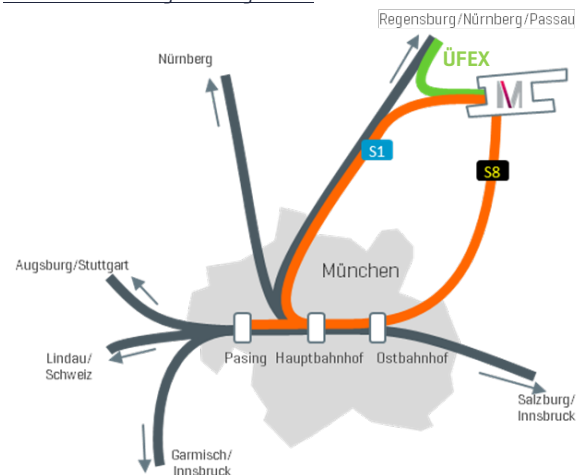 Regensburg/Nürnberg/Passau
Nürnberg
ÜFEX
M
S1
S8
München
Augsburg/Stuttgart
Pasing
Hauptbahnhof
Ostbahnhof
Lindau/
Schweiz
Salzburg/
Innsbruck
Garmisch/
Innsbruck